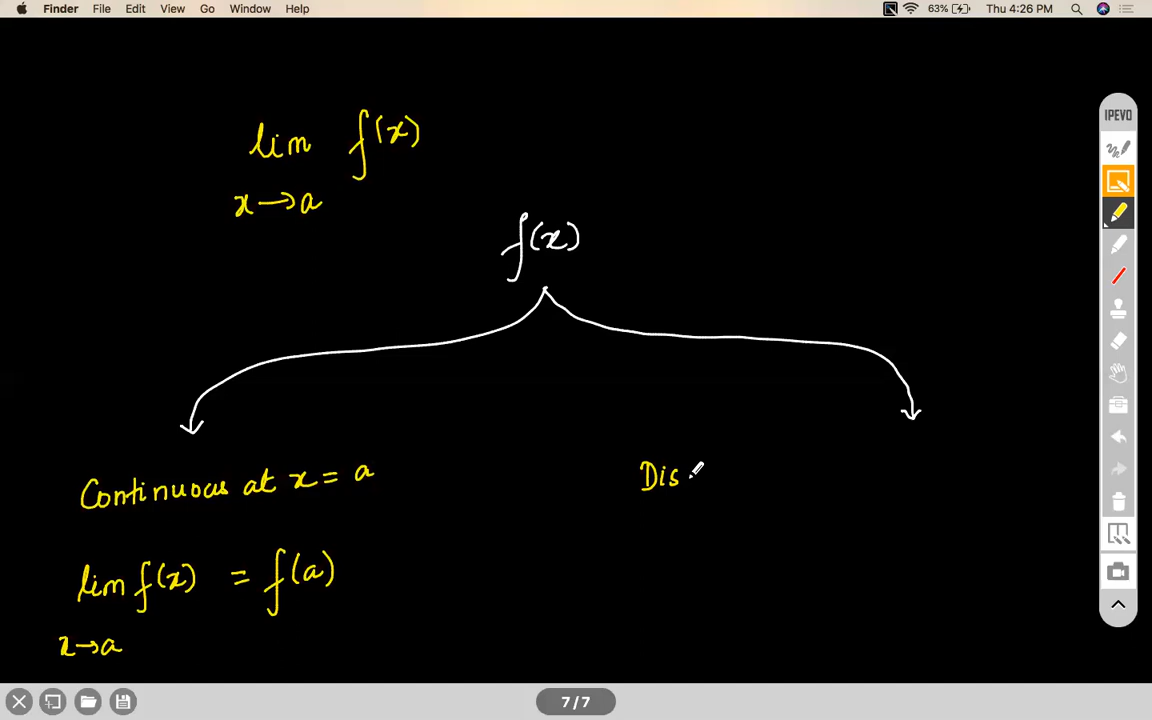 Finder File Edit View Go Window Help 63% Thu 4:26 PM
IPEVO
lim f(x)
x→a
f(x)
Continuous at x = a
Dis
lim f(x) = f(a)
x→a
7/7